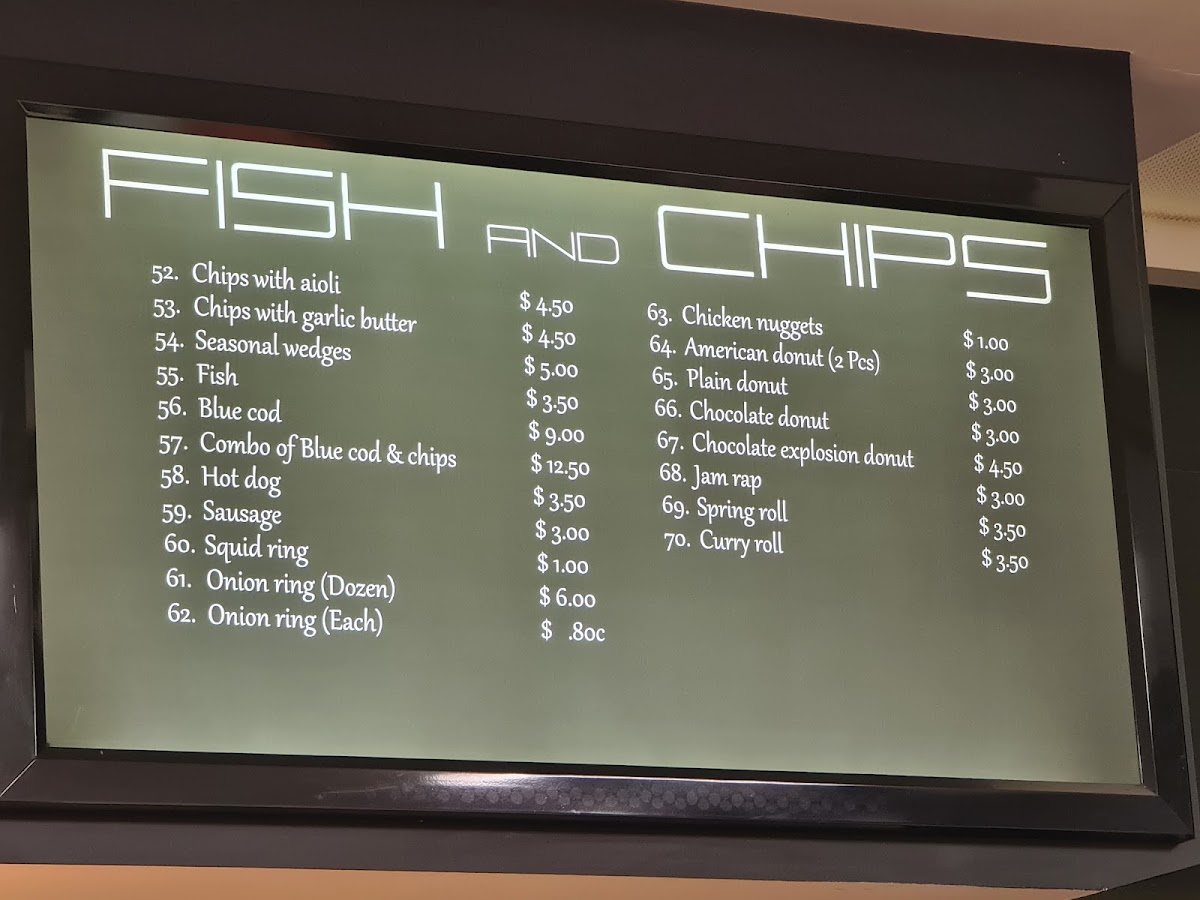 FISH AND CHIPS
52. Chips with aioli $ 4.50
53. Chips with garlic butter $ 4.50
54. Seasonal wedges $ 5.00
55. Fish $ 3.50
56. Blue cod $ 9.00
57. Combo of Blue cod & chips $ 12.50
58. Hot dog $ 3.50
59. Sausage $ 3.00
60. Squid ring $ 1.00
61. Onion ring (Dozen) $ 6.00
62. Onion ring (Each) $ .80c
63. Chicken nuggets $ 1.00
64. American donut (2 Pcs) $ 3.00
65. Plain donut $ 3.00
66. Chocolate donut $ 3.00
67. Chocolate explosion donut $ 4.50
68. Jam rap $ 3.00
69. Spring roll $ 3.50
70. Curry roll $ 3.50